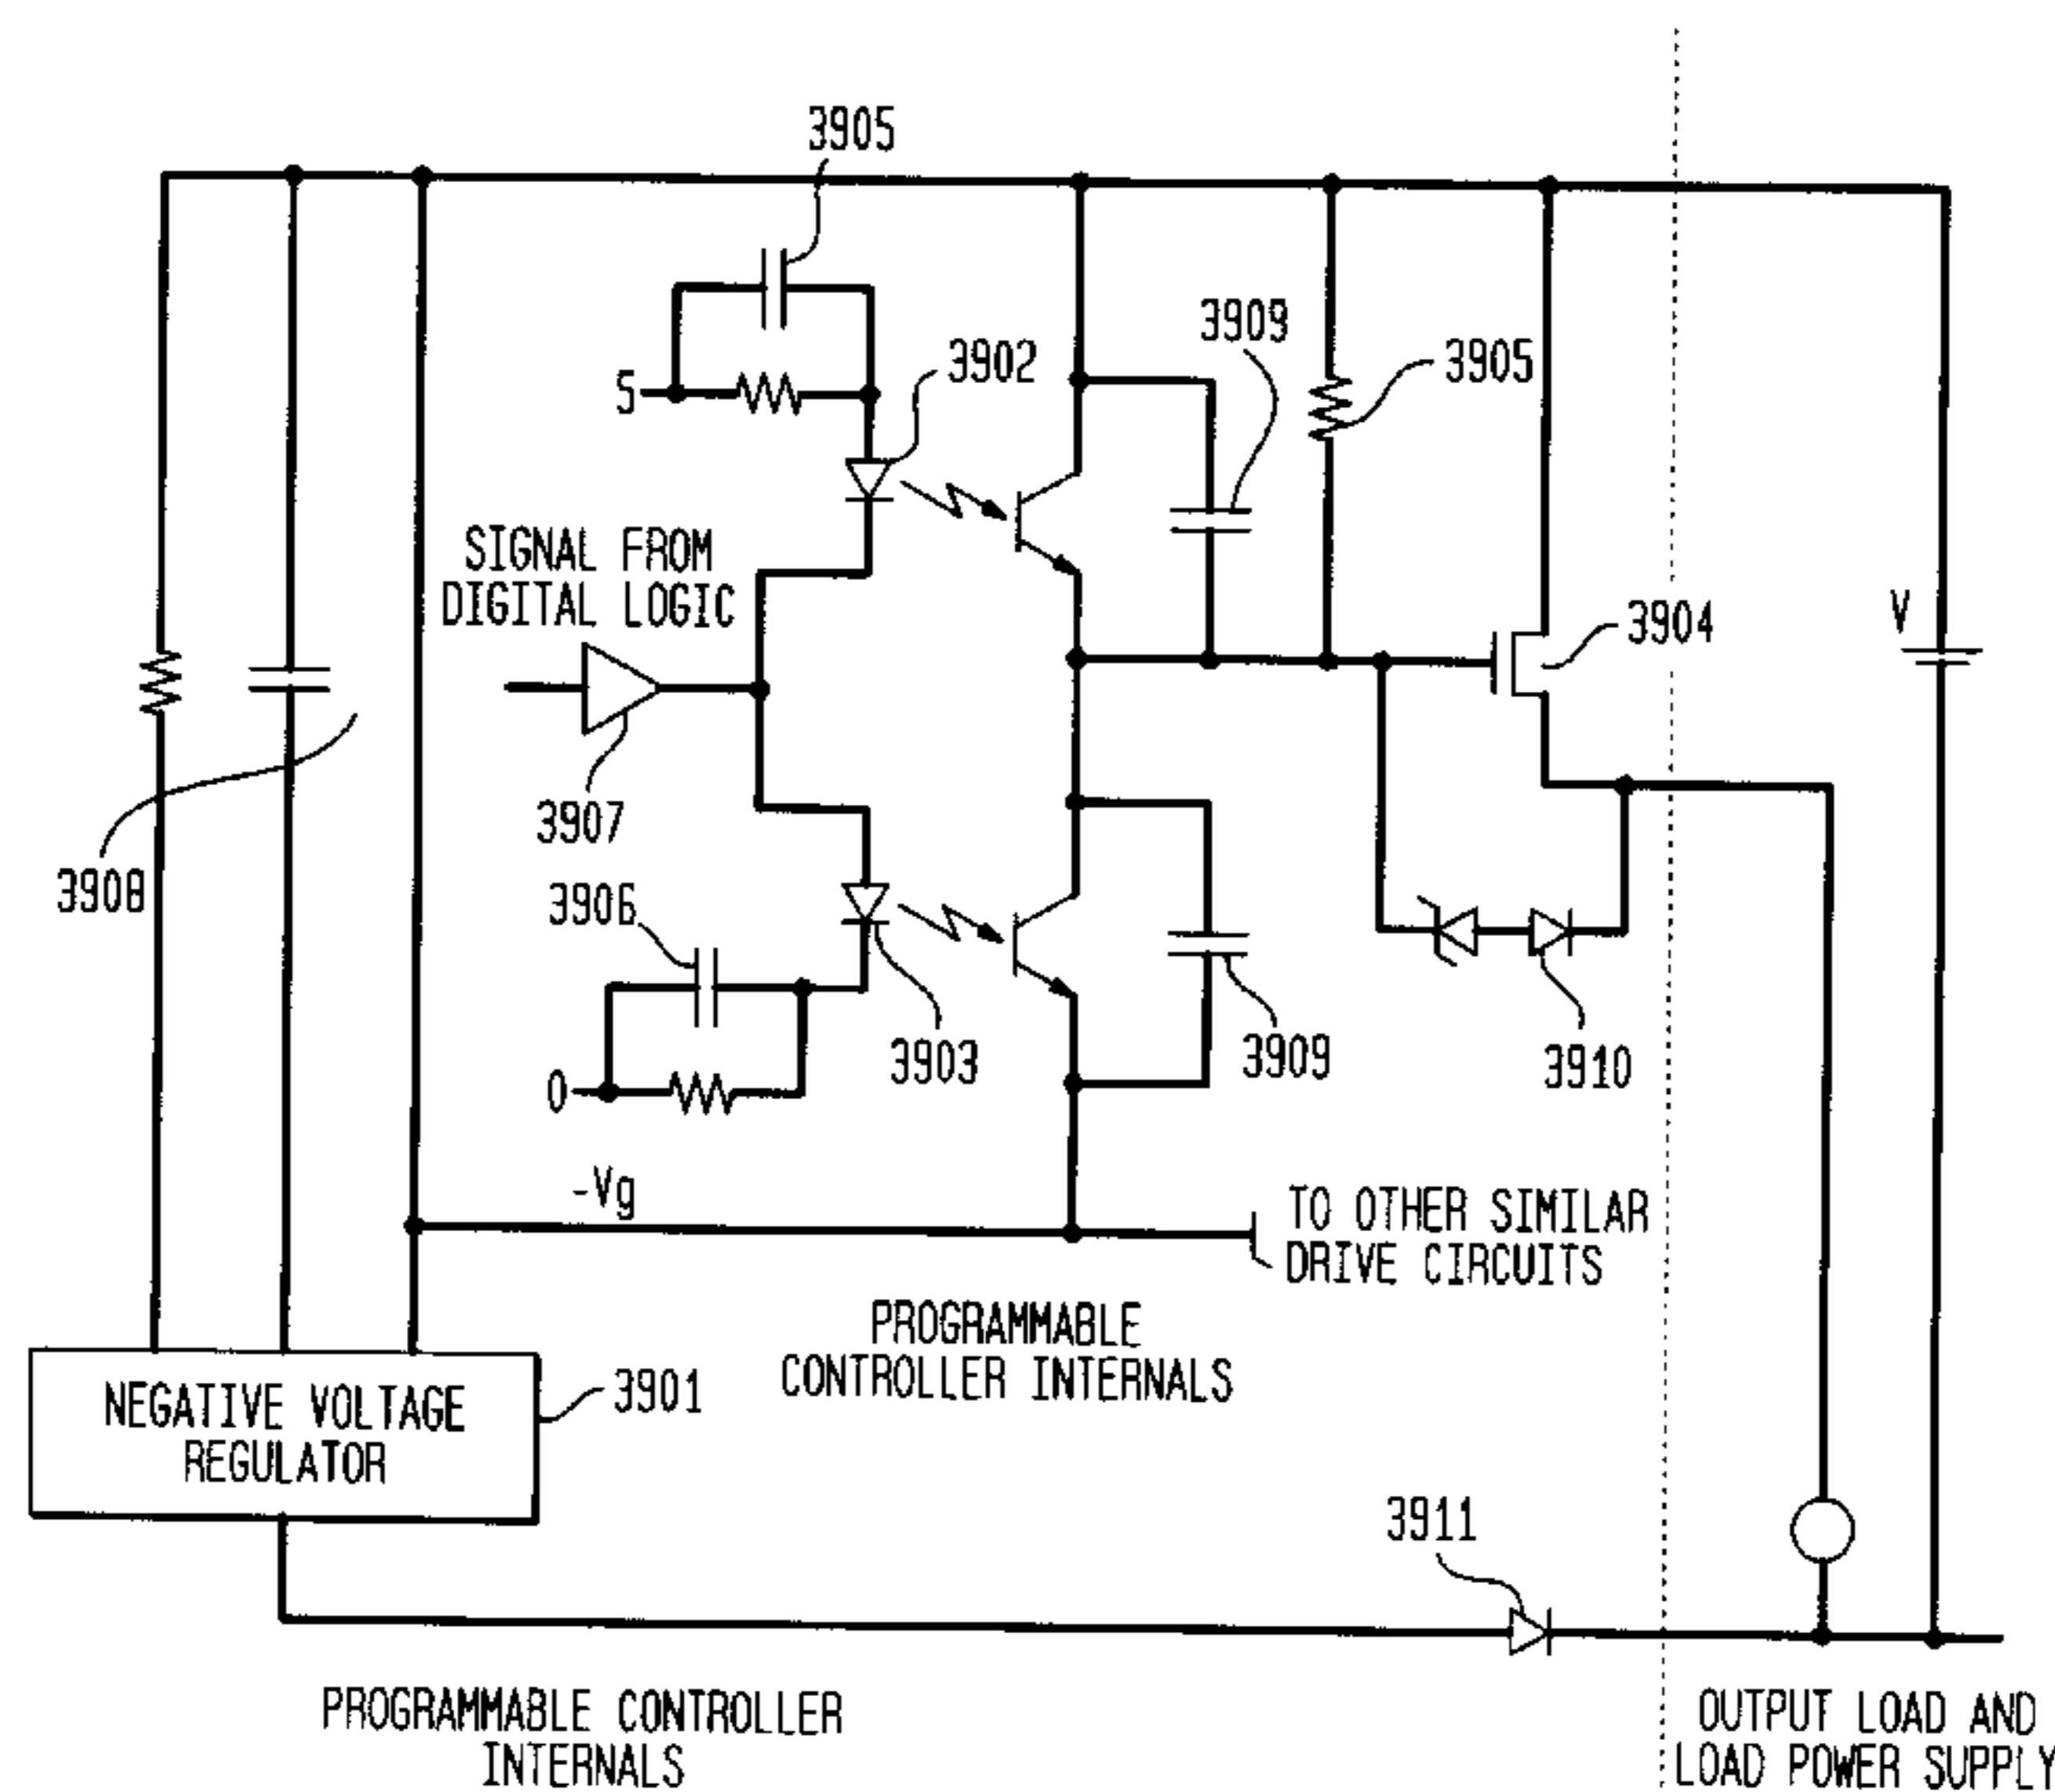 3905
3909
3902
3905
S
SIGNAL FROM
DIGITAL LOGIC
3904
V
3907
3908
3906
3903
3909
3910
0
-Vg
TO OTHER SIMILAR
DRIVE CIRCUITS
PROGRAMMABLE
CONTROLLER INTERNALS
NEGATIVE VOLTAGE
REGULATOR
3901
3911
PROGRAMMABLE CONTROLLER
INTERNALS
OUTPUT LOAD AND
LOAD POWER SUPPLY